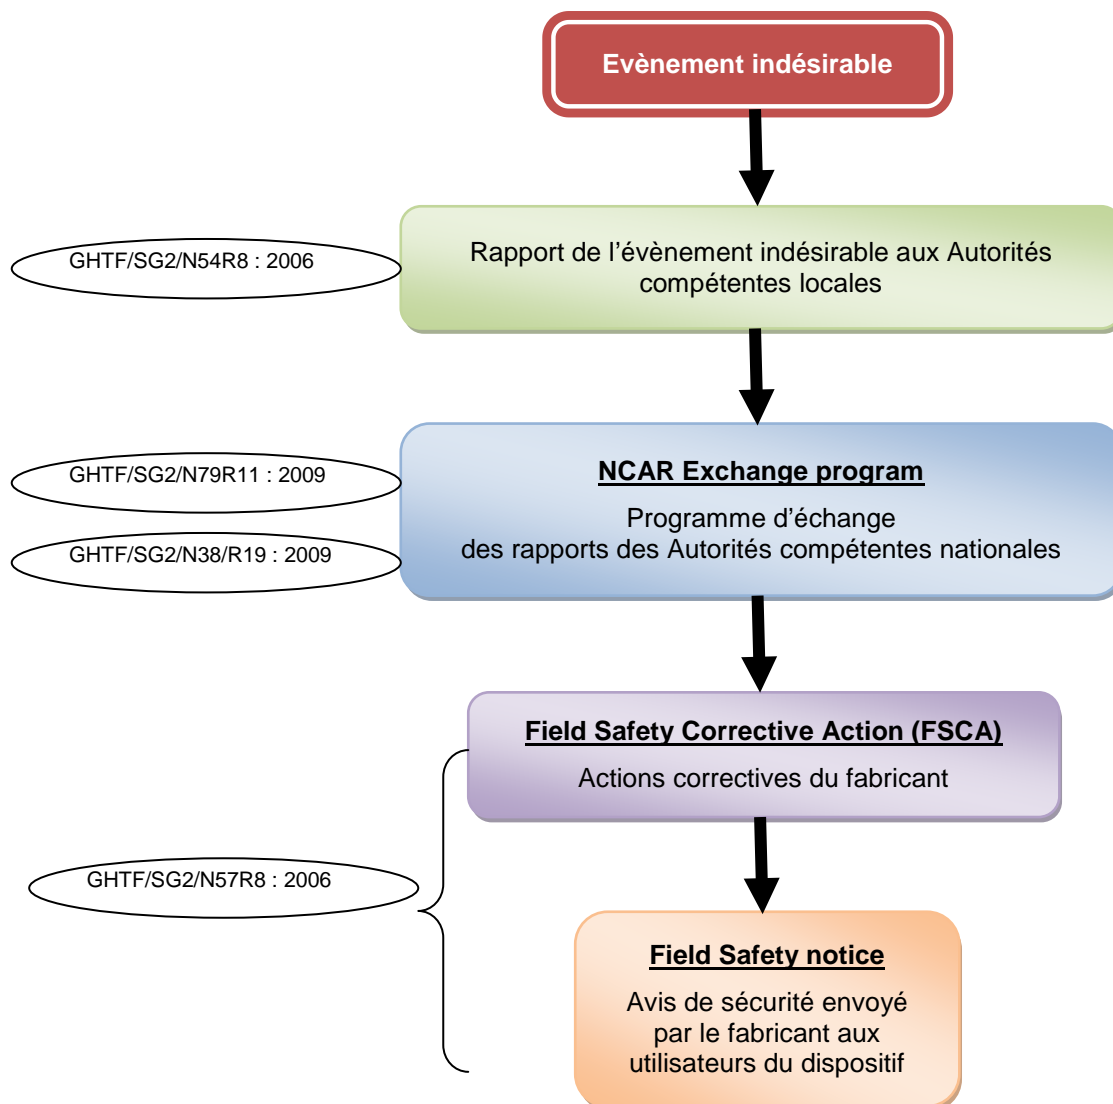 Evènement indésirable
GHTF/SG2/N54R8 : 2006
Rapport de l'évènement indésirable aux Autorités
compétentes locales
GHTF/SG2/N79R11 : 2009
GHTF/SG2/N38/R19 : 2009
NCAR Exchange program
Programme d'échange
des rapports des Autorités compétentes nationales
Field Safety Corrective Action (FSCA)
Actions correctives du fabricant
GHTF/SG2/N57R8 : 2006
Field Safety notice
Avis de sécurité envoyé
par le fabricant aux
utilisateurs du dispositif